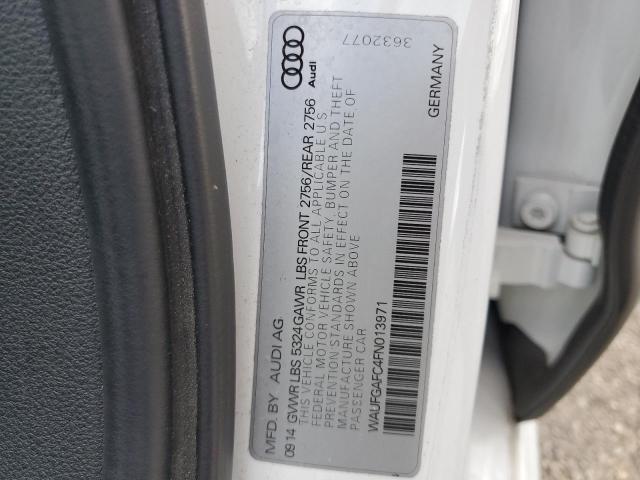 MFD. BY AUDI AG
Audi
0914 GVWR LBS 5324GAWR LBS FRONT 2756/REAR 2756
THIS VEHICLE CONFORMS TO ALL APPLICABLE U S
FEDERAL MOTOR VEHICLE SAFETY, BUMPER AND THEFT
PREVENTION STANDARDS IN EFFECT ON THE DATE OF
MANUFACTURE SHOWN ABOVE
PASSENGER CAR
WAUFGAFC4FN013971
3632077
GERMANY